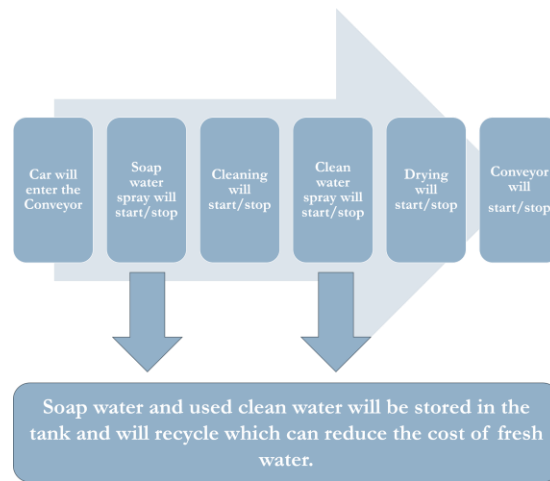 Car will
enter the
Conveyor
Soap
water
spray will
start/stop
Cleaning
will
start/stop
Clean
water
spray will
start/stop
Drying
will
start/stop
Conveyor
will
start/stop
Soap water and used clean water will be stored in the
tank and will recycle which can reduce the cost of fresh
water.